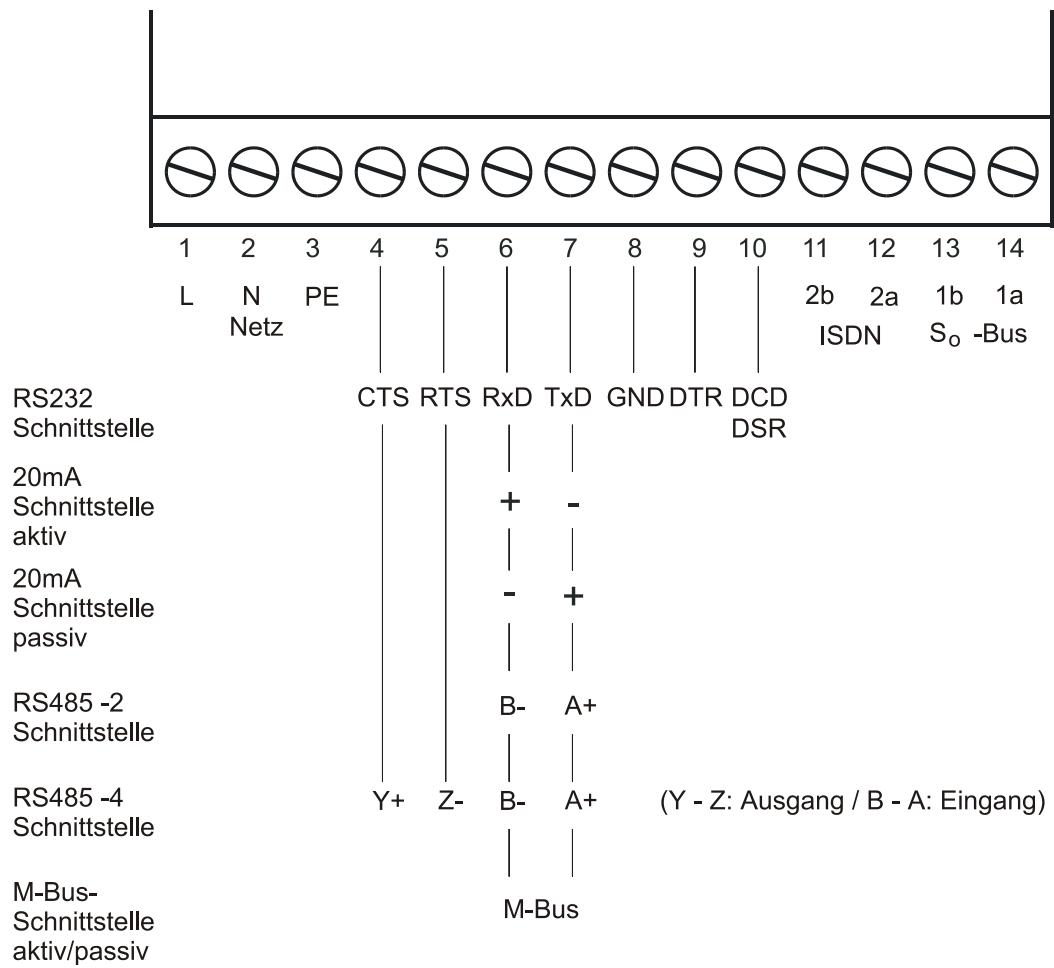 1 2 3 4 5 6 7 8 9 10 11 12 13 14
L N PE 2b 2a 1b 1a
Netz ISDN So -Bus
RS232 CTS RTS RxD TxD GND DTR DCD
Schnittstelle DSR
20mA
Schnittstelle + -
aktiv
20mA
Schnittstelle - +
passiv
RS485 -2 B- A+
Schnittstelle
RS485 -4 Y+ Z- B- A+ (Y - Z: Ausgang / B - A: Eingang)
Schnittstelle
M-Bus-
Schnittstelle M-Bus
aktiv/passiv